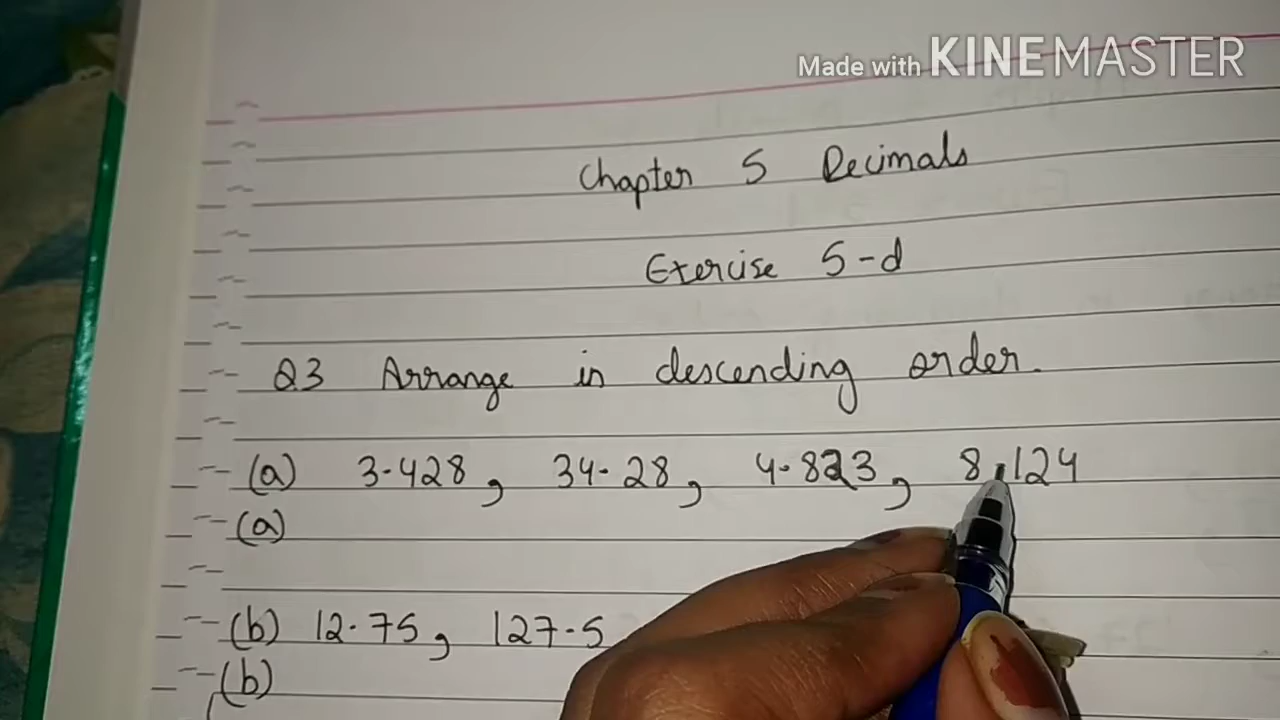 Made with KINEMASTER
Chapter 5 Decimals
Exercise 5-d
Q3 Arrange in descending order.
(a) 3.428, 34.28, 4.823, 8.124
(a)
(b) 12.75, 127.5
(b)